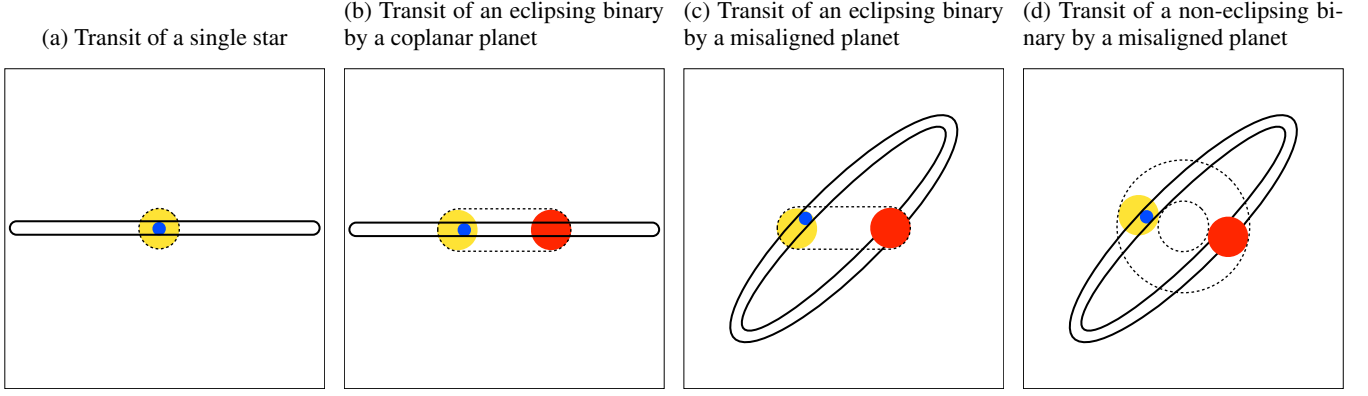 (a) Transit of a single star
(b) Transit of an eclipsing binary
by a coplanar planet
(c) Transit of an eclipsing binary
by a misaligned planet
(d) Transit of a non-eclipsing bi-
nary by a misaligned planet